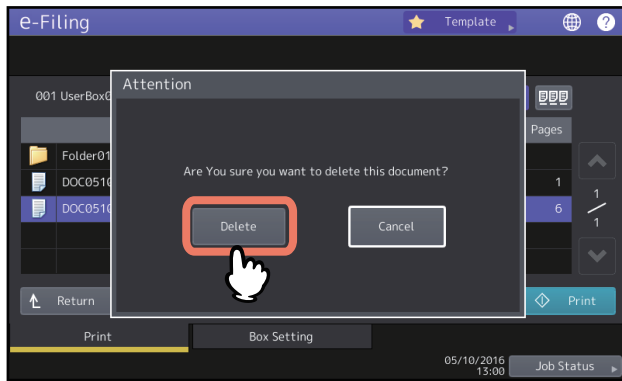 e-Filing
Template
?
001 UserBox0
Attention
Pages
Folder01
Are You sure you want to delete this document?
DOC0510
1
DOC0510
6
1
1
Delete
Cancel
Return
Print
Print
Box Setting
05/10/2016
13:00
Job Status